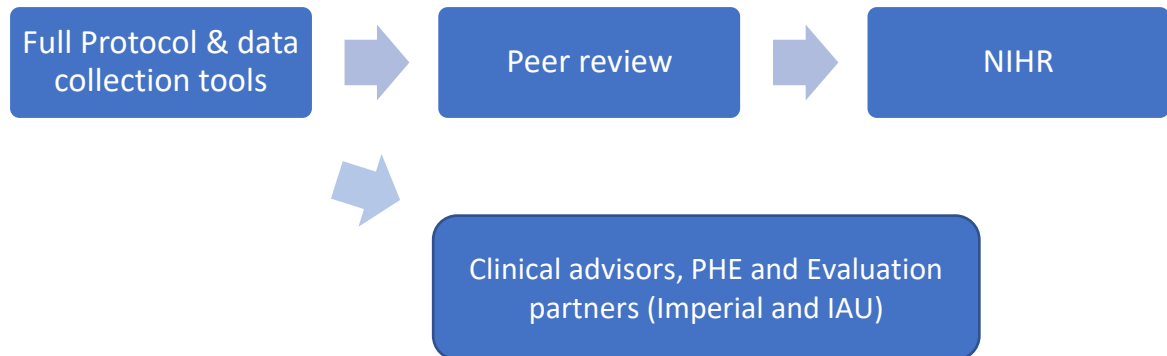 Full Protocol & data
collection tools
Peer review
NIHR
Clinical advisors, PHE and Evaluation
partners (Imperial and IAU)